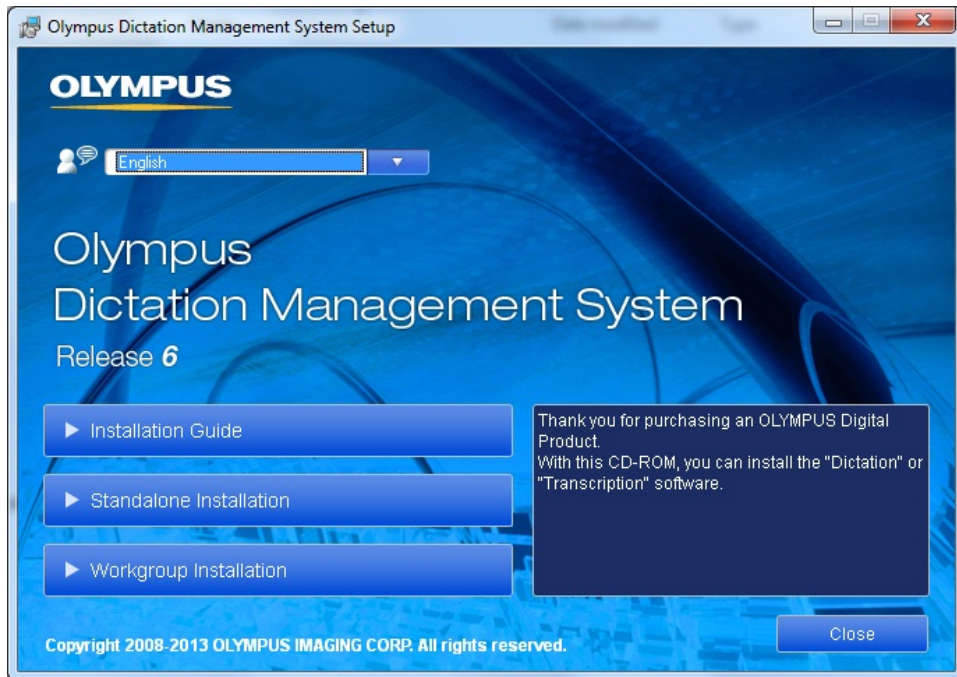 Olympus Dictation Management System Setup
OLYMPUS
English
Olympus
Dictation Management System
Release 6
Installation Guide
Standalone Installation
Workgroup Installation
Thank you for purchasing an OLYMPUS Digital
Product.
With this CD-ROM, you can install the "Dictation" or
"Transcription" software.
Close
Copyright 2008-2013 OLYMPUS IMAGING CORP. All rights reserved.